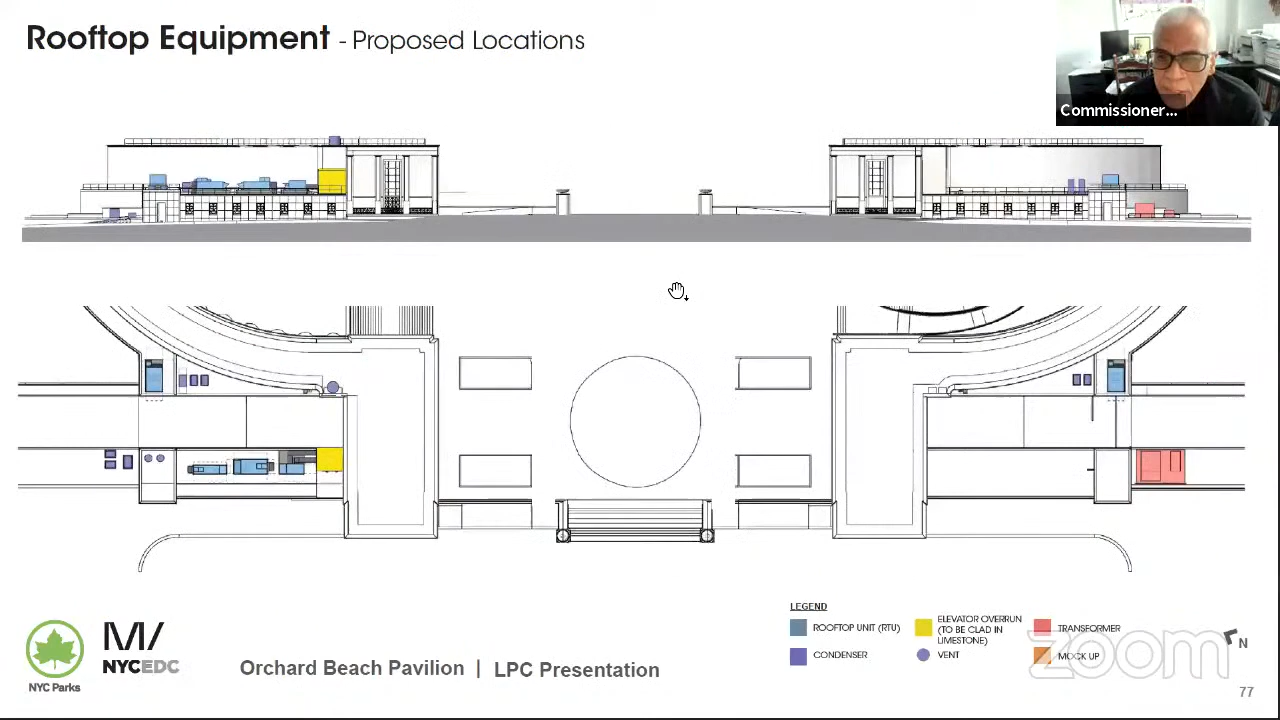 Rooftop Equipment - Proposed Locations
Commissioner...
LEGEND
ROOFTOP UNIT (RTU)
CONDENSER
ELEVATOR OVERRUN
(TO BE CLAD IN
LIMESTONE)
VENT
TRANSFORMER
MOCK UP
zoom
N
M/
NYCEDC
NYC Parks
Orchard Beach Pavilion | LPC Presentation
77